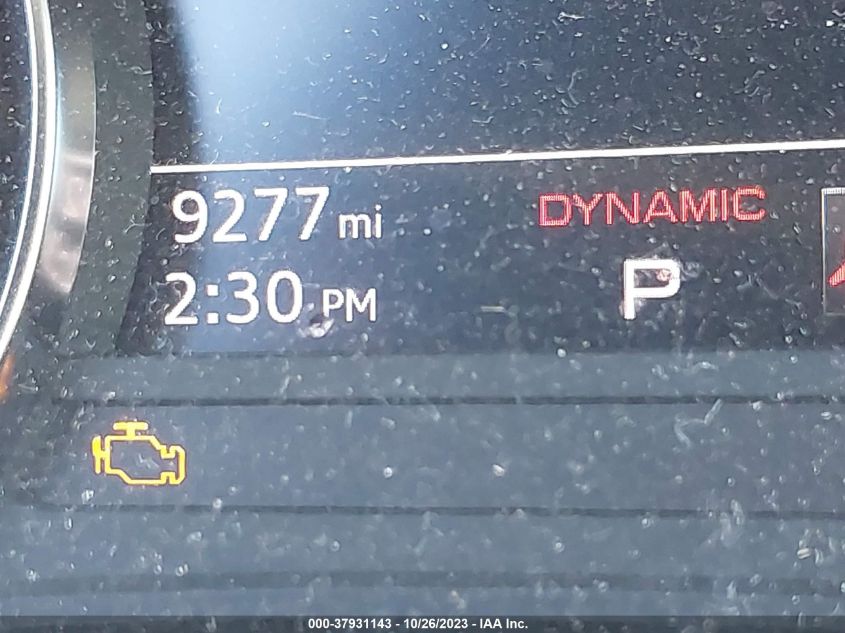 9277 mi
DYNAMIC
2:30 PM
P
000-37931143 - 10/26/2023 - IAA Inc.